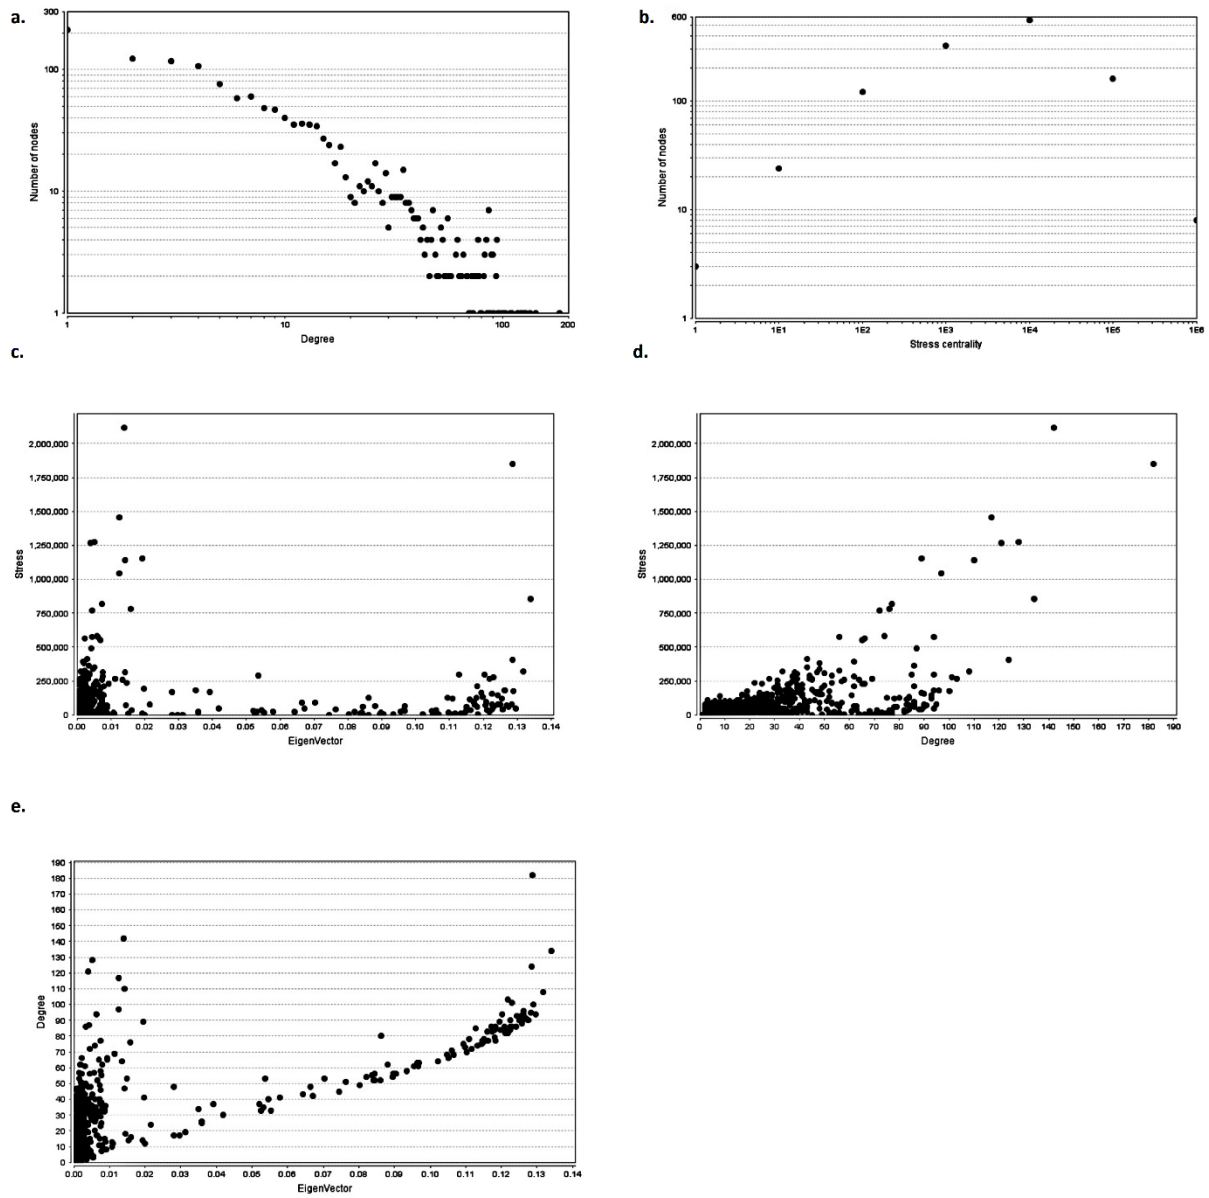 a.
300
100
10
1
Number of nodes
1
10
100
200
Degree
b.
600
100
10
1
Number of nodes
1
1E1
1E2
1E3
1E4
1E5
1E6
Stress centrality
c.
2,000,000
1,750,000
1,500,000
1,250,000
1,000,000
750,000
500,000
250,000
0
Stress
0.00 0.01 0.02 0.03 0.04 0.05 0.06 0.07 0.08 0.09 0.10 0.11 0.12 0.13 0.14
EigenVector
d.
2,000,000
1,750,000
1,500,000
1,250,000
1,000,000
750,000
500,000
250,000
0
Stress
0 10 20 30 40 50 60 70 80 90 100 110 120 130 140 150 160 170 180 190
Degree
e.
190
180
170
160
150
140
130
120
110
100
90
80
70
60
50
40
30
20
10
0
Degree
0.00 0.01 0.02 0.03 0.04 0.05 0.06 0.07 0.08 0.09 0.10 0.11 0.12 0.13 0.14
EigenVector